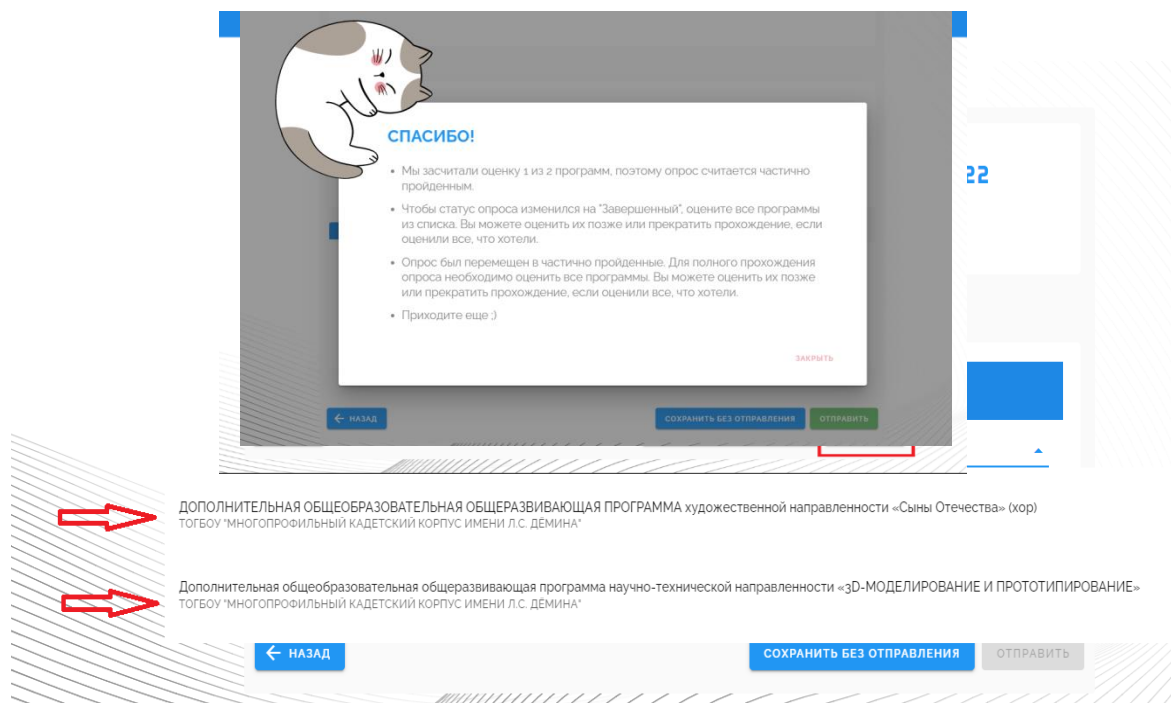 СПАСИБО!
• Мы засчитали оценку 1 из 2 программ, поэтому опрос считается частично
пройденным.
• Чтобы статус опроса изменился на "Завершенный", оцените все программы
из списка. Вы можете оценить их позже или прекратить прохождение, если
оценили все, что хотели.
• Опрос был перемещен в частично пройденные. Для полного прохождения
опроса необходимо оценить все программы. Вы можете оценить их позже
или прекратить прохождение, если оценили все, что хотели.
• Приходите еще ;)
ЗАКРЫТЬ
22
← НАЗАД
СОХРАНИТЬ БЕЗ ОТПРАВЛЕНИЯ
ОТПРАВИТЬ
ДОПОЛНИТЕЛЬНАЯ ОБЩЕОБРАЗОВАТЕЛЬНАЯ ОБЩЕРАЗВИВАЮЩАЯ ПРОГРАММА художественной направленности «Сыны Отечества» (хор)
ТОГБОУ "МНОГОПРОФИЛЬНЫЙ КАДЕТСКИЙ КОРПУС ИМЕНИ Л.С. ДЁМИНА"
Дополнительная общеобразовательная общеразвивающая программа научно-технической направленности «3D-МОДЕЛИРОВАНИЕ И ПРОТОТИПИРОВАНИЕ»
ТОГБОУ "МНОГОПРОФИЛЬНЫЙ КАДЕТСКИЙ КОРПУС ИМЕНИ Л.С. ДЁМИНА"
← НАЗАД
СОХРАНИТЬ БЕЗ ОТПРАВЛЕНИЯ
ОТПРАВИТЬ